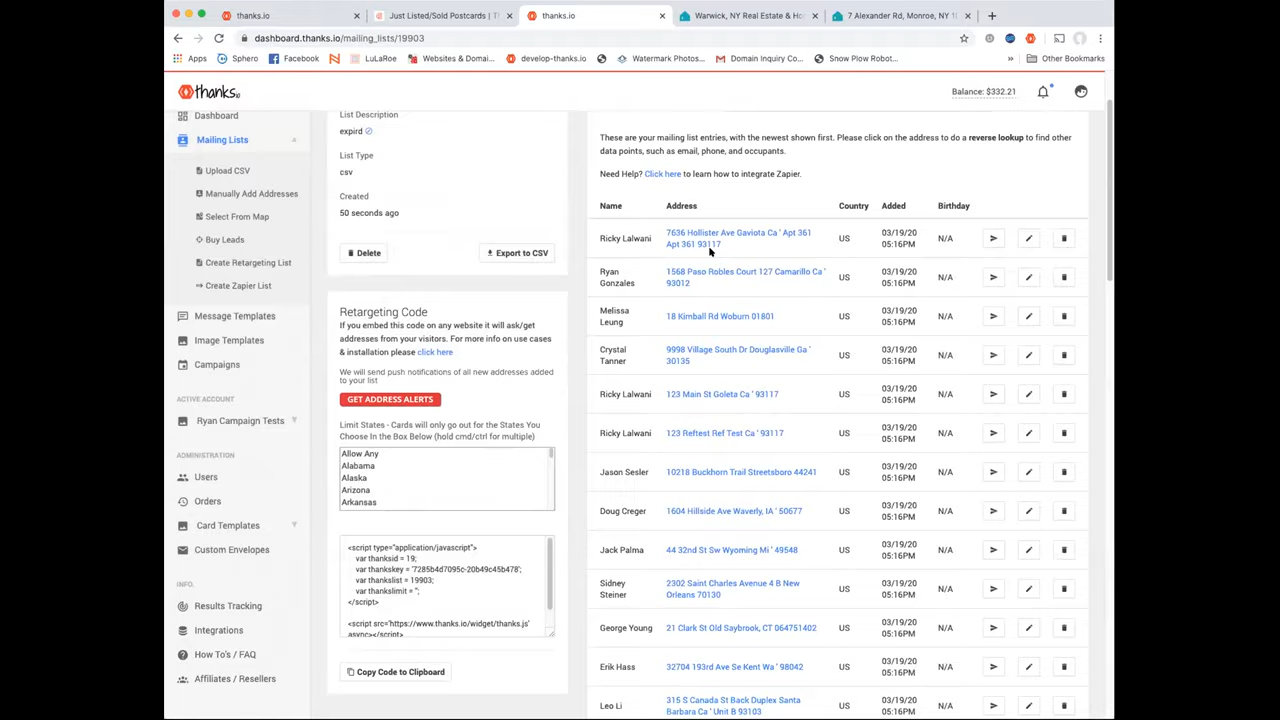 thanks.io
Just Listed/Sold Postcards | T
thanks.io
Warwick, NY Real Estate & Ho
7 Alexander Rd, Monroe, NY 1
dashboard.thanks.io/mailing_lists/19903
Apps
Sphero
Facebook
LuLaRoe
Websites & Domai...
develop-thanks.io
Watermark Photos...
Domain Inquiry Co...
Snow Plow Robot...
Other Bookmarks
thanks.io
Balance: $332.21
Dashboard
Mailing Lists
Upload CSV
Manually Add Addresses
Select From Map
Buy Leads
Create Retargeting List
Create Zapier List
Message Templates
Image Templates
Campaigns
ACTIVE ACCOUNT
Ryan Campaign Tests
ADMINISTRATION
Users
Orders
Card Templates
Custom Envelopes
INFO.
Results Tracking
Integrations
How To's / FAQ
Affiliates / Resellers
List Description
expird
List Type
csv
Created
50 seconds ago
Delete
Export to CSV
Retargeting Code
If you embed this code on any website it will ask/get
addresses from your visitors. For more info on use cases
& installation please click here
We will send push notifications of all new addresses added
to your list
GET ADDRESS ALERTS
Limit States - Cards will only go out for the States You
Choose In the Box Below (hold cmd/ctrl for multiple)
Allow Any
Alabama
Alaska
Arizona
Arkansas
<script type="application/javascript">
var thanksid = 19;
var thankskey = '7285b4d7095c-20b49c45b478';
var thankslist = 19903;
var thankslimit = '';
</script>
<script src='https://www.thanks.io/widget/thanks.js'
async></script>
Copy Code to Clipboard
These are your mailing list entries, with the newest shown first. Please click on the address to do a reverse lookup to find other
data points, such as email, phone, and occupants.
Need Help? Click here to learn how to integrate Zapier.
Name Address Country Added Birthday
Ricky Lalwani 7636 Hollister Ave Gaviota Ca ' Apt 361 US 03/19/20 N/A
Apt 361 93117 05:16PM
Ryan 1568 Paso Robles Court 127 Camarillo Ca ' US 03/19/20 N/A
Gonzales 93012 05:16PM
Melissa 18 Kimball Rd Woburn 01801 US 03/19/20 N/A
Leung 05:16PM
Crystal 9998 Village South Dr Douglasville Ga ' US 03/19/20 N/A
Tanner 30135 05:16PM
Ricky Lalwani 123 Main St Goleta Ca ' 93117 US 03/19/20 N/A
05:16PM
Ricky Lalwani 123 Reftest Ref Test Ca ' 93117 US 03/19/20 N/A
05:16PM
Jason Sesler 10218 Buckhorn Trail Streetsboro 44241 US 03/19/20 N/A
05:16PM
Doug Creger 1604 Hillside Ave Waverly, IA ' 50677 US 03/19/20 N/A
05:16PM
Jack Palma 44 32nd St Sw Wyoming Mi ' 49548 US 03/19/20 N/A
05:16PM
Sidney 2302 Saint Charles Avenue 4 B New US 03/19/20 N/A
Steiner Orleans 70130 05:16PM
George Young 21 Clark St Old Saybrook, CT 064751402 US 03/19/20 N/A
05:16PM
Erik Hass 32704 193rd Ave Se Kent Wa ' 98042 US 03/19/20 N/A
05:16PM
Leo Li 315 S Canada St Back Duplex Santa US 03/19/20 N/A
Barbara Ca ' Unit B 93103 05:16PM